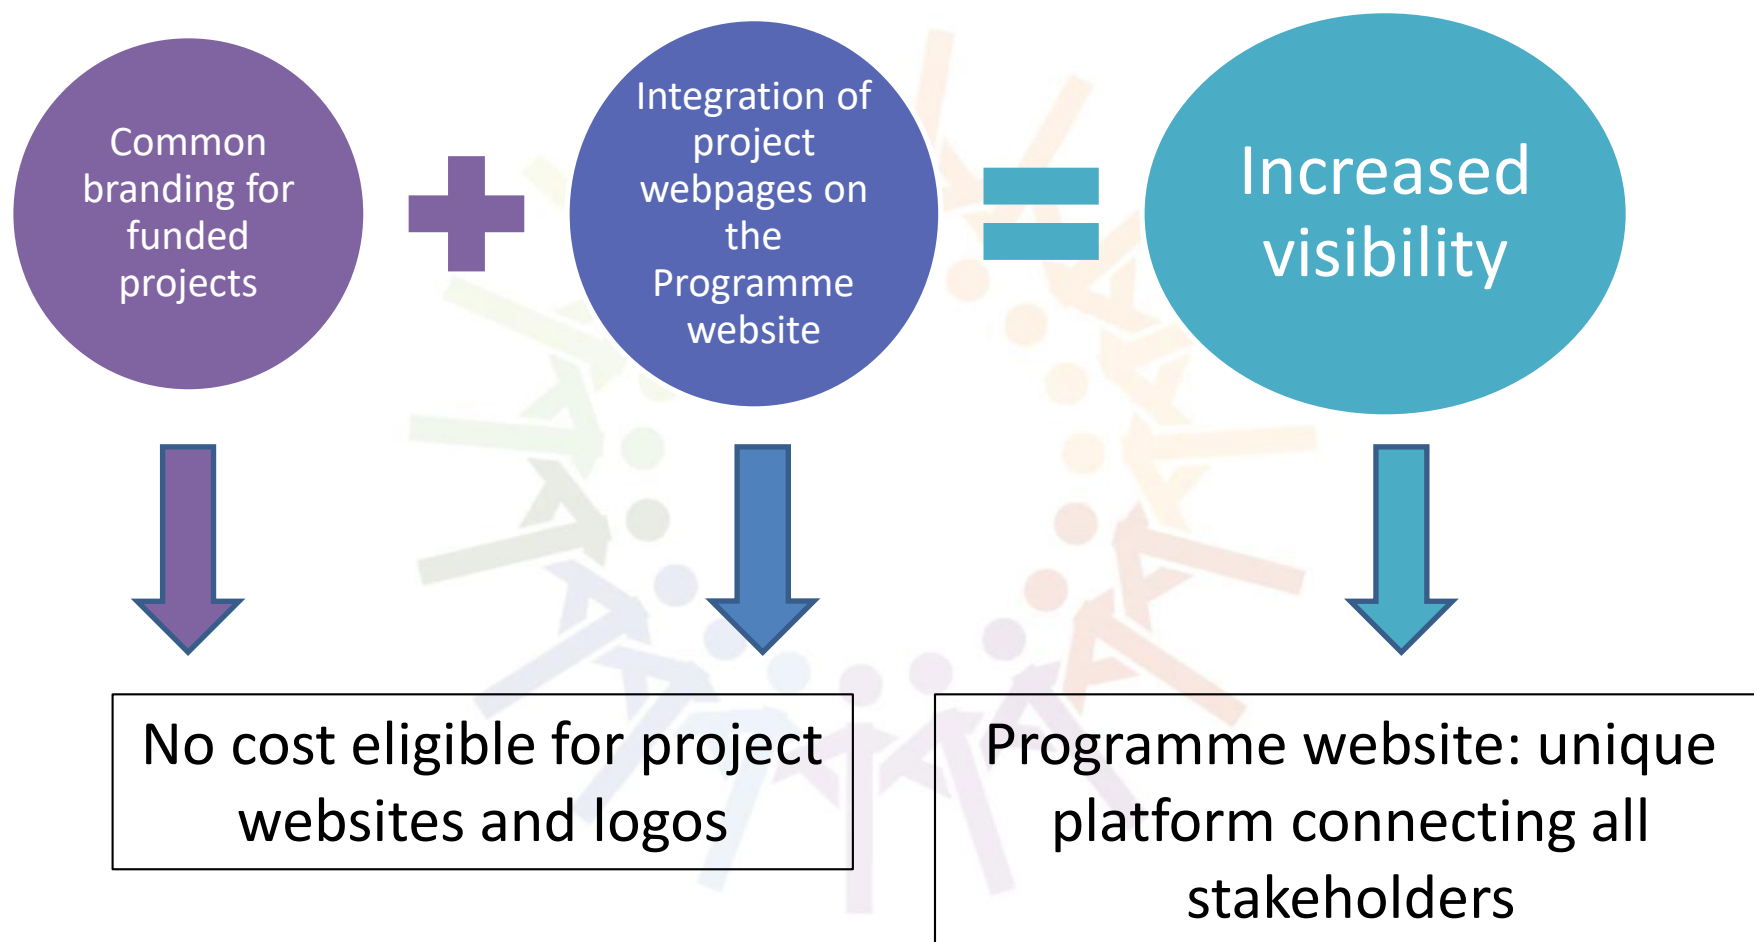 Common
branding for
funded
projects
Integration of
project
webpages on
the
Programme
website
Increased
visibility
No cost eligible for project
websites and logos
Programme website: unique
platform connecting all
stakeholders